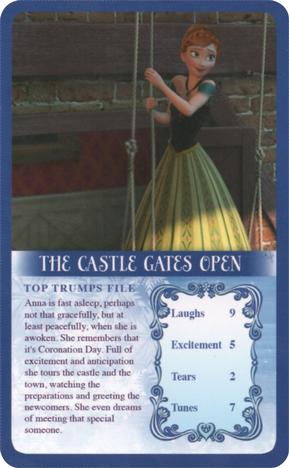 THE CASTLE GATES OPEN
TOP TRUMPS FILE
Anna is fast asleep, perhaps
not that gracefully, but at
least peacefully, when she is
awoken. She remembers that
it's Coronation Day. Full of
excitement and anticipation
she tours the castle and the
town, watching the
preparations and greeting the
newcomers. She even dreams
of meeting that special
someone.
Laughs 9
Excitement 5
Tears 2
Tunes 7